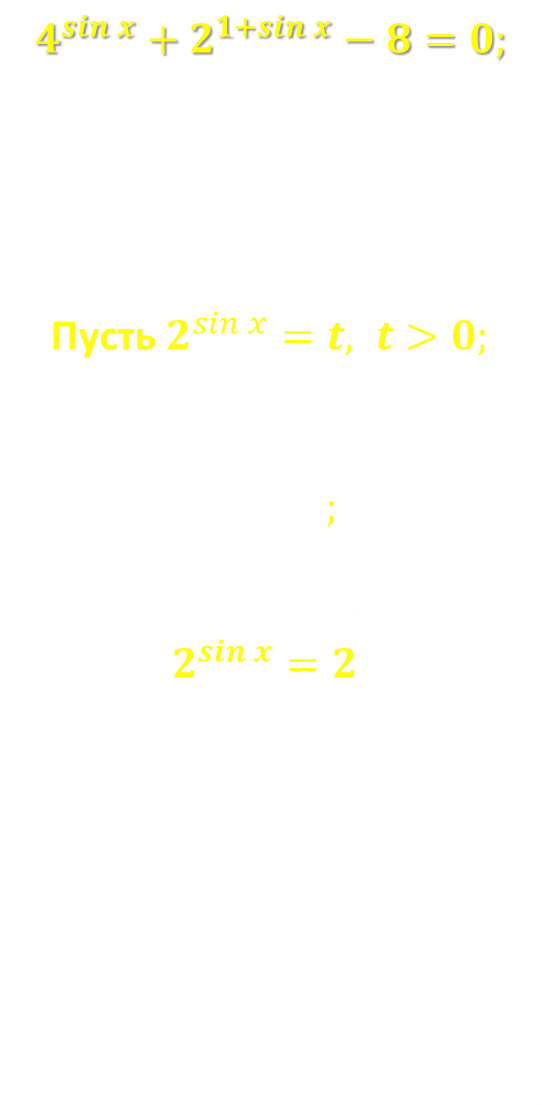 4^{sin x} + 2^{1+sin x} − 8 = 0;
Пусть 2^{sin x} = t, t > 0;
;
2^{sin x} = 2